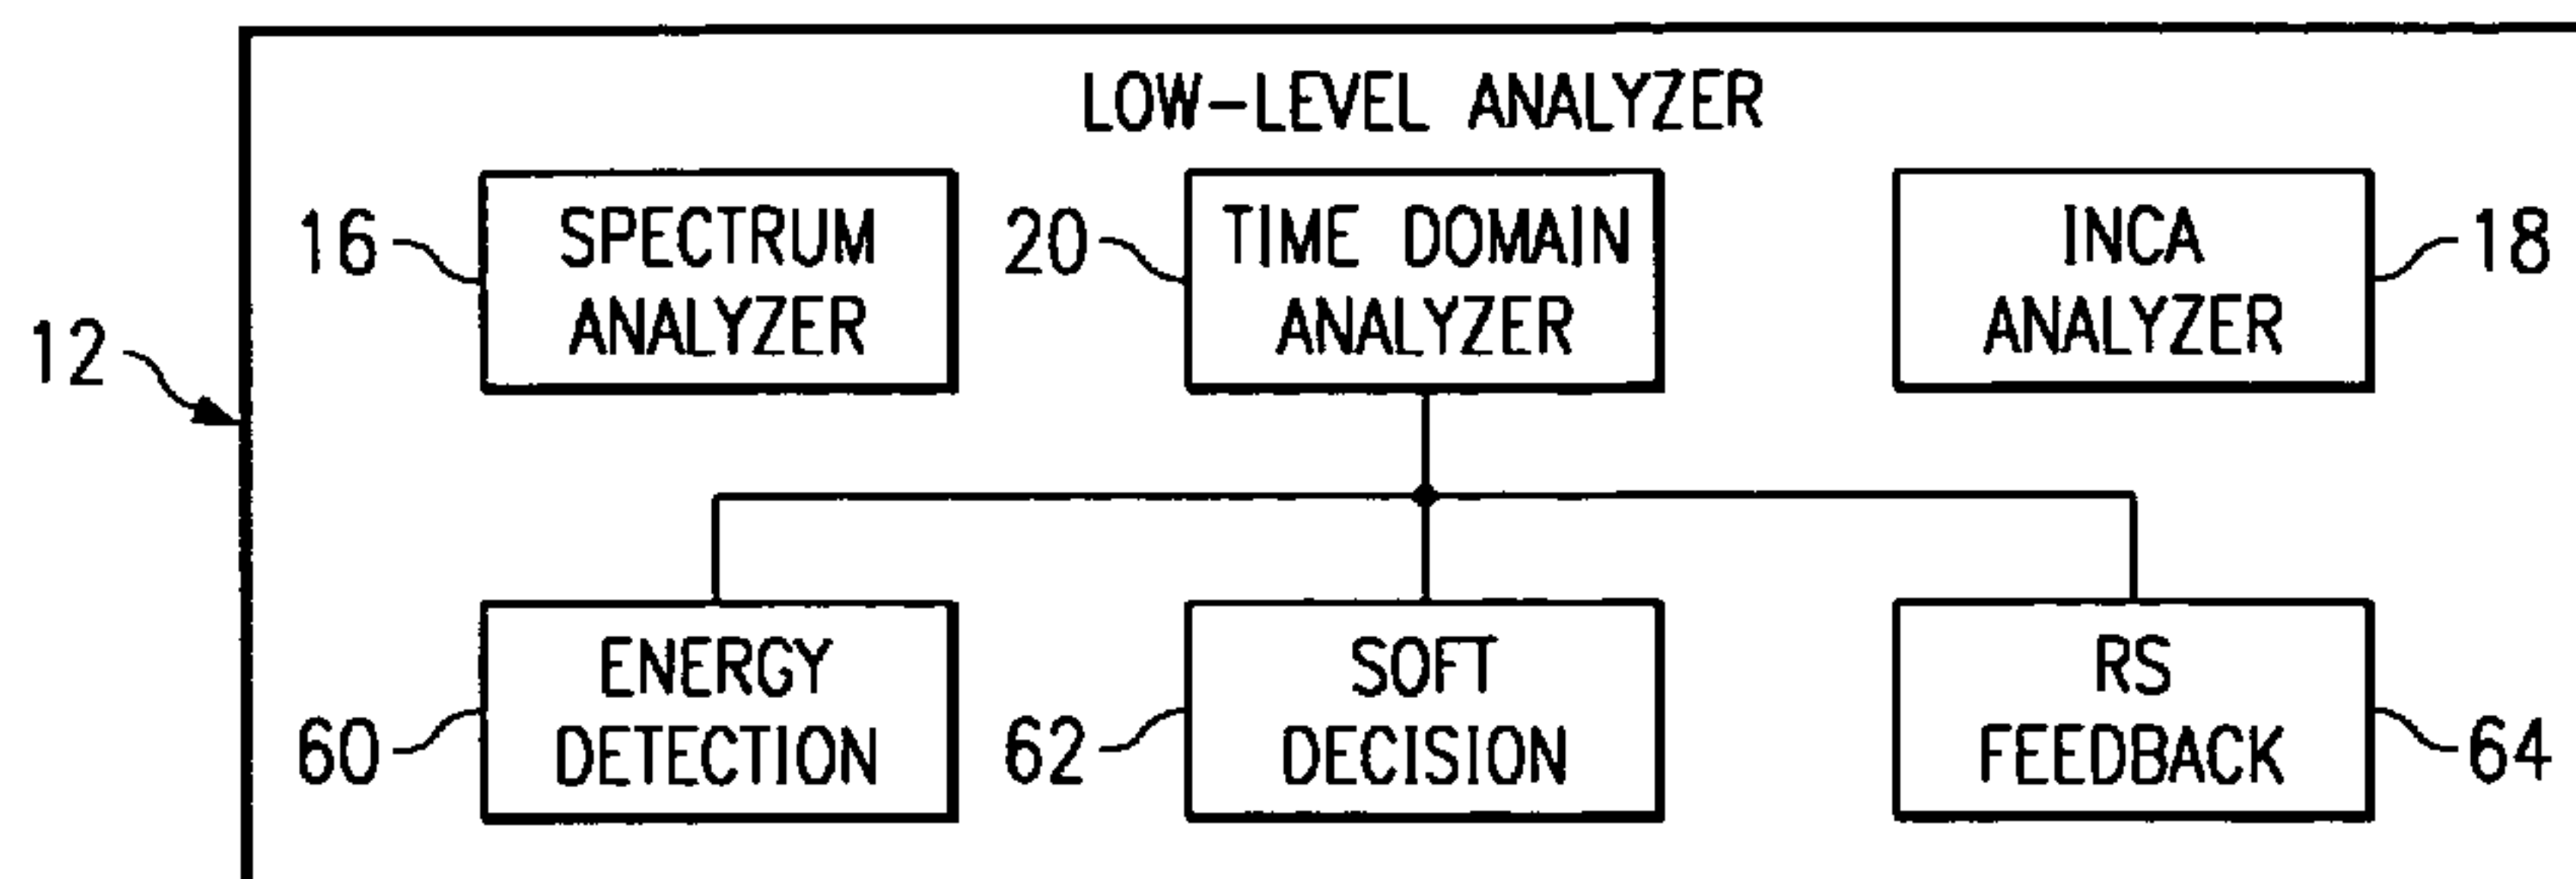 LOW-LEVEL ANALYZER
16
SPECTRUM
ANALYZER
20
TIME DOMAIN
ANALYZER
INCA
ANALYZER
18
12
60
ENERGY
DETECTION
62
SOFT
DECISION
RS
FEEDBACK
64